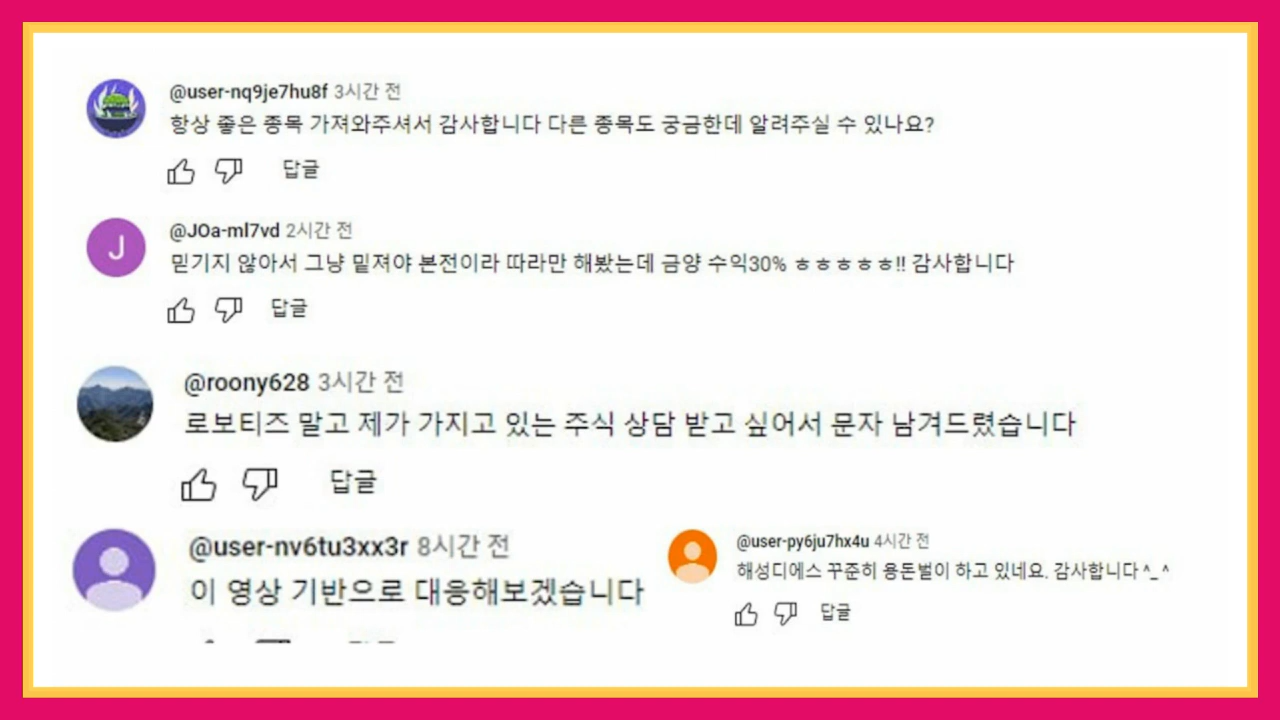 @user-nq9je7hu8f 3시간 전
항상 좋은 종목 가져와주셔서 감사합니다 다른 종목도 궁금한데 알려주실 수 있나요?
답글
J
@JOa-ml7vd 2시간 전
믿기지 않아서 그냥 밑져야 본전이라 따라만 해봤는데 금양 수익30% ㅎㅎㅎㅎㅎ!! 감사합니다
답글
@roony628 3시간 전
로보티즈 말고 제가 가지고 있는 주식 상담 받고 싶어서 문자 남겨드렸습니다
답글
@user-nv6tu3xx3r 8시간 전
이 영상 기반으로 대응해보겠습니다
@user-py6ju7hx4u 4시간 전
해성디에스 꾸준히 용돈벌이 하고 있네요. 감사합니다 ^_^
답글